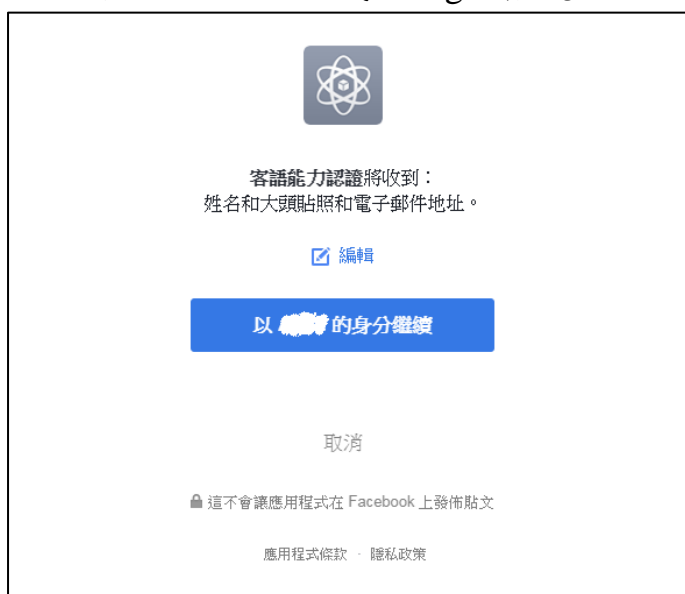 客語能力認證將收到：
姓名和大頭貼照和電子郵件地址。
編輯
以 的身分繼續
取消
這不會讓應用程式在 Facebook 上發佈貼文
應用程式條款 · 隱私政策